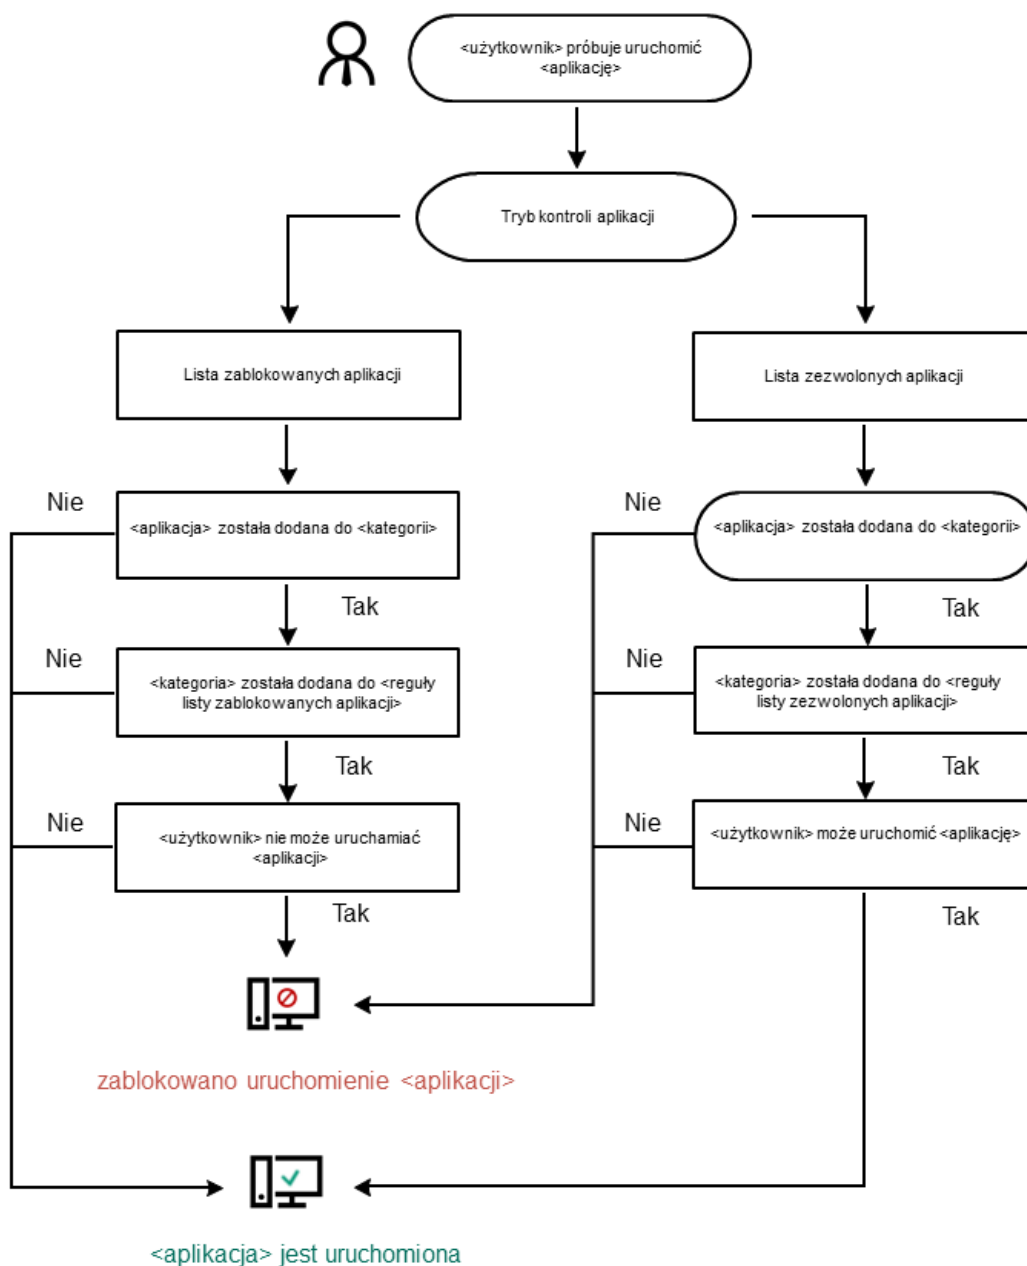 <użytkownik> próbuje uruchomić
<aplikację>
Tryb kontroli aplikacji
Lista zablokowanych aplikacji
Lista zezwolonych aplikacji
Nie
<aplikacja> została dodana do <kategorii>
Nie
<aplikacja> została dodana do <kategorii>
Tak
Tak
Nie
<kategoria> została dodana do <reguły
listy zablokowanych aplikacji>
Nie
<kategoria> została dodana do <reguły
listy zezwolonych aplikacji>
Tak
Tak
Nie
<użytkownik> nie może uruchamiać
<aplikacji>
Nie
<użytkownik> może uruchomić <aplikację>
Tak
Tak
zablokowano uruchomienie <aplikacji>
<aplikacja> jest uruchomiona